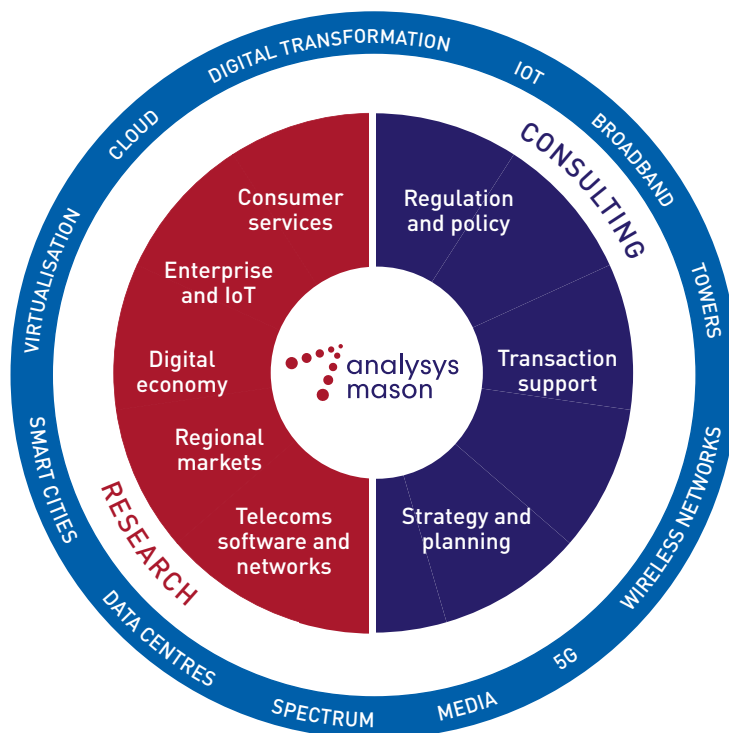 DIGITAL TRANSFORMATION
IOT
BROADBAND
TOWERS
WIRELESS NETWORKS
5G
MEDIA
SPECTRUM
DATA CENTRES
SMART CITIES
VIRTUALISATION
CLOUD
RESEARCH
Consumer
services
Enterprise
and IoT
Digital
economy
Regional
markets
Telecoms
software and
networks
CONSULTING
Regulation
and policy
Transaction
support
Strategy and
planning
analysys
mason